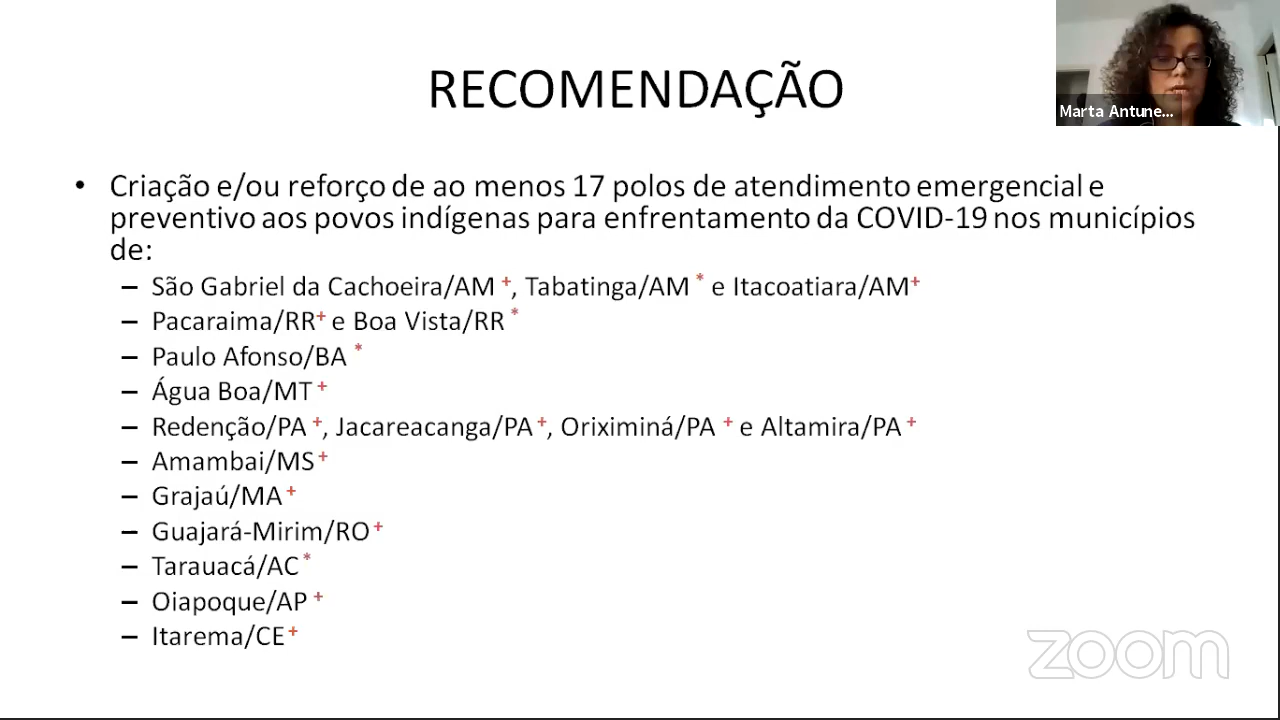 RECOMENDAÇÃO
Marta Antune...
• Criação e/ou reforço de ao menos 17 polos de atendimento emergencial e
preventivo aos povos indígenas para enfrentamento da COVID-19 nos municípios
de:
– São Gabriel da Cachoeira/AM +, Tabatinga/AM * e Itacoatiara/AM+
– Pacaraima/RR+ e Boa Vista/RR *
– Paulo Afonso/BA *
– Água Boa/MT +
– Redenção/PA +, Jacareacanga/PA +, Oriximiná/PA + e Altamira/PA +
– Amambai/MS +
– Grajaú/MA +
– Guajará-Mirim/RO +
– Tarauacá/AC *
– Oiapoque/AP +
– Itarema/CE +
zoom